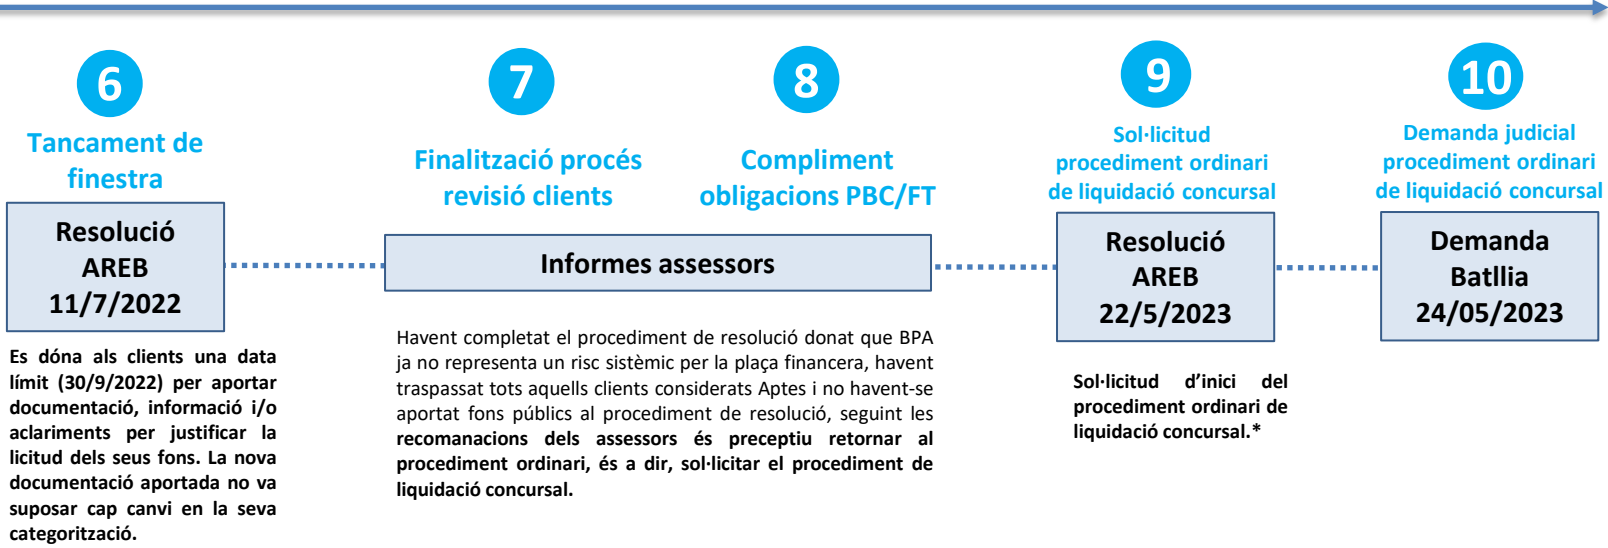 6
Tancament de
finestra
Resolució
AREB
11/7/2022
Es dóna als clients una data
límit (30/9/2022) per aportar
documentació, informació i/o
aclariments per justificar la
licitud dels seus fons. La nova
documentació aportada no va
suposar cap canvi en la seva
categorització.
7
Finalització procés
revisió clients
8
Compliment
obligacions PBC/FT
Informes assessors
Havent completat el procediment de resolució donat que BPA
ja no representa un risc sistèmic per la plaça financera, havent
traspassat tots aquells clients considerats Aptes i no havent-se
aportat fons públics al procediment de resolució, seguint les
recomanacions dels assessors és preceptiu retornar al
procediment ordinari, és a dir, sol·licitar el procediment de
liquidació concursal.
9
Sol·licitud
procediment ordinari
de liquidació concursal
Resolució
AREB
22/5/2023
Sol·licitud d'inici del
procediment ordinari de
liquidació concursal.*
10
Demanda judicial
procediment ordinari
de liquidació concursal
Demanda
Batllia
24/05/2023